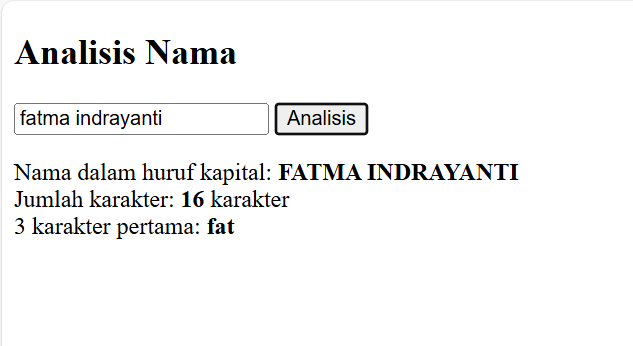 Analisis Nama
fatma indrayanti Analisis
Nama dalam huruf kapital: FATMA INDRAYANTI
Jumlah karakter: 16 karakter
3 karakter pertama: fat